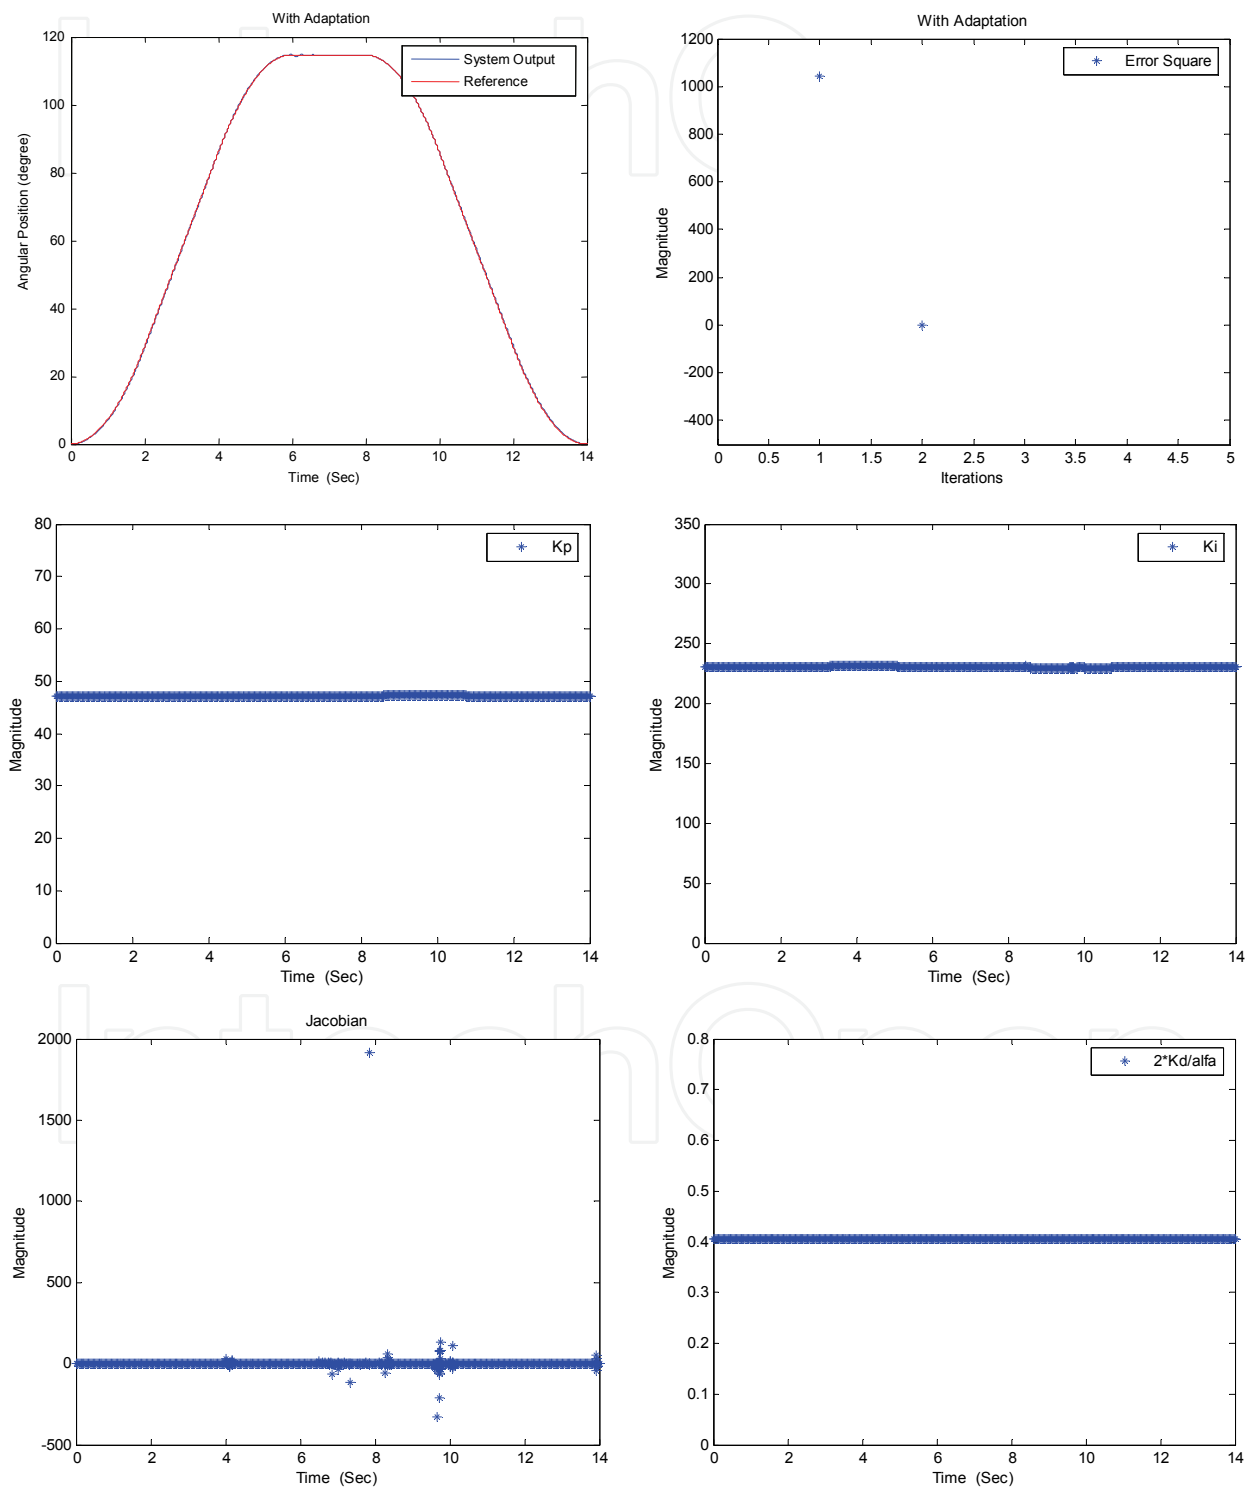 With Adaptation
120
100
80
60
40
20
0
Angular Position (degree)
System Output
Reference
0 2 4 6 8 10 12 14
Time (Sec)
With Adaptation
1200
1000
800
600
400
200
0
-200
-400
Magnitude
Error Square
0 0.5 1 1.5 2 2.5 3 3.5 4 4.5 5
Iterations
80
70
60
50
40
30
20
10
0
Magnitude
Kp
0 2 4 6 8 10 12 14
Time (Sec)
350
300
250
200
150
100
50
0
Magnitude
Ki
0 2 4 6 8 10 12 14
Time (Sec)
Jacobian
2000
1500
1000
500
0
-500
Magnitude
0 2 4 6 8 10 12 14
Time (Sec)
0.8
0.7
0.6
0.5
0.4
0.3
0.2
0.1
0
Magnitude
2*Kd/alfa
0 2 4 6 8 10 12 14
Time (Sec)